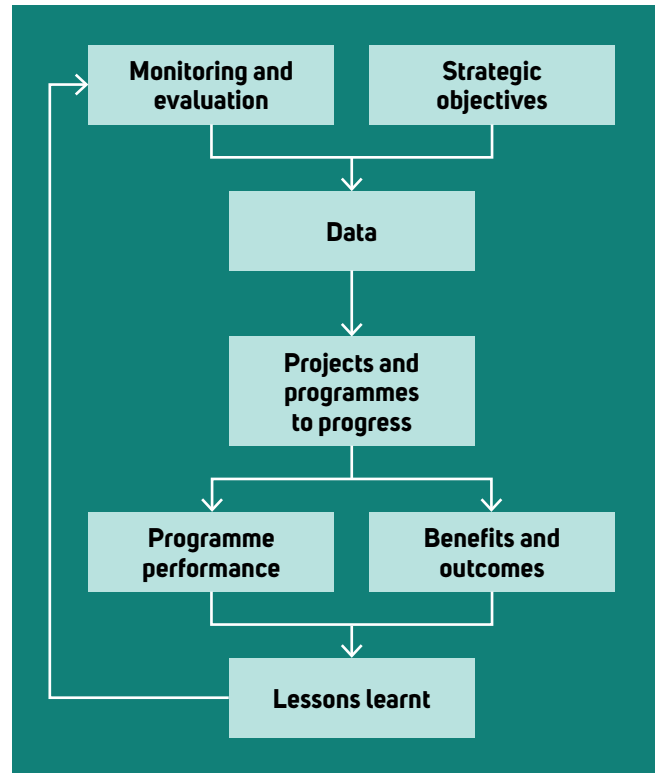 Monitoring and
evaluation
Strategic
objectives
Data
Projects and
programmes
to progress
Programme
performance
Benefits and
outcomes
Lessons learnt